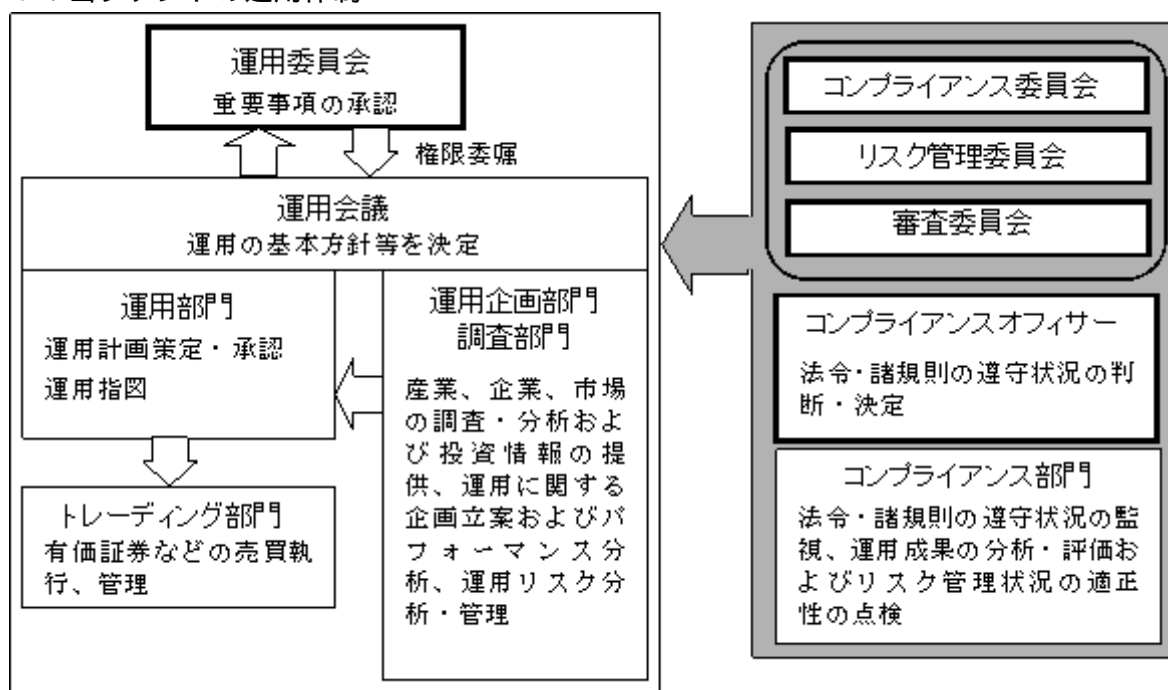 運用委員会
重要事項の承認
権限委嘱
運用会議
運用の基本方針等を決定
運用部門
運用計画策定・承認
運用指図
運用企画部門
調査部門
産業、企業、市場
の調査・分析およ
び投資情報の提
供、運用に関する
企画立案およびパ
フォーマンス分
析、運用リスク分
析・管理
トレーディング部門
有価証券などの売買執
行、管理
コンプライアンス委員会
リスク管理委員会
審査委員会
コンプライアンスオフィサー
法令・諸規則の遵守状況の判
断・決定
コンプライアンス部門
法令・諸規則の遵守状況の監
視、運用成果の分析・評価お
よびリスク管理状況の適正
性の点検